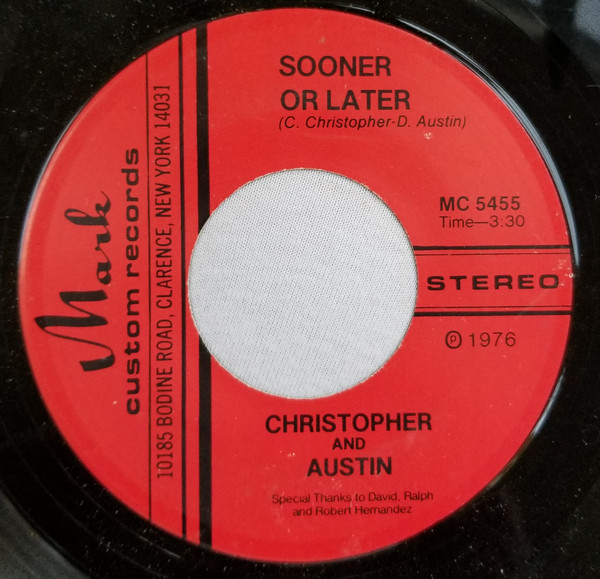 SOONER
OR LATER
(C. Christopher-D. Austin)
Mark
custom records
10185 BODINE ROAD, CLARENCE, NEW YORK 14031
MC 5455
Time—3:30
STEREO
℗ 1976
CHRISTOPHER
AND
AUSTIN
Special Thanks to David, Ralph
and Robert Hernandez